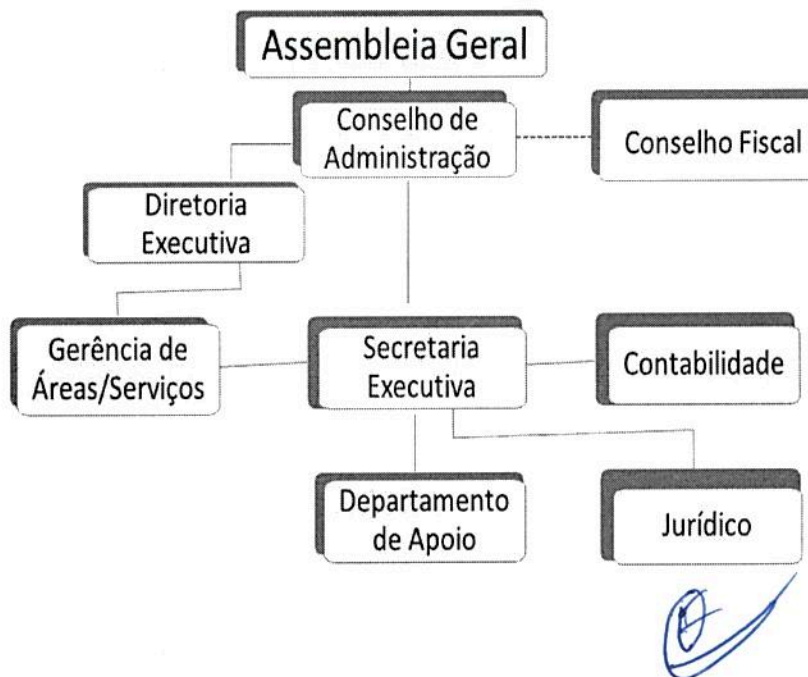 Assembleia Geral
Conselho de
Administração
Conselho Fiscal
Diretoria
Executiva
Gerência de
Áreas/Serviços
Secretaria
Executiva
Contabilidade
Departamento
de Apoio
Jurídico